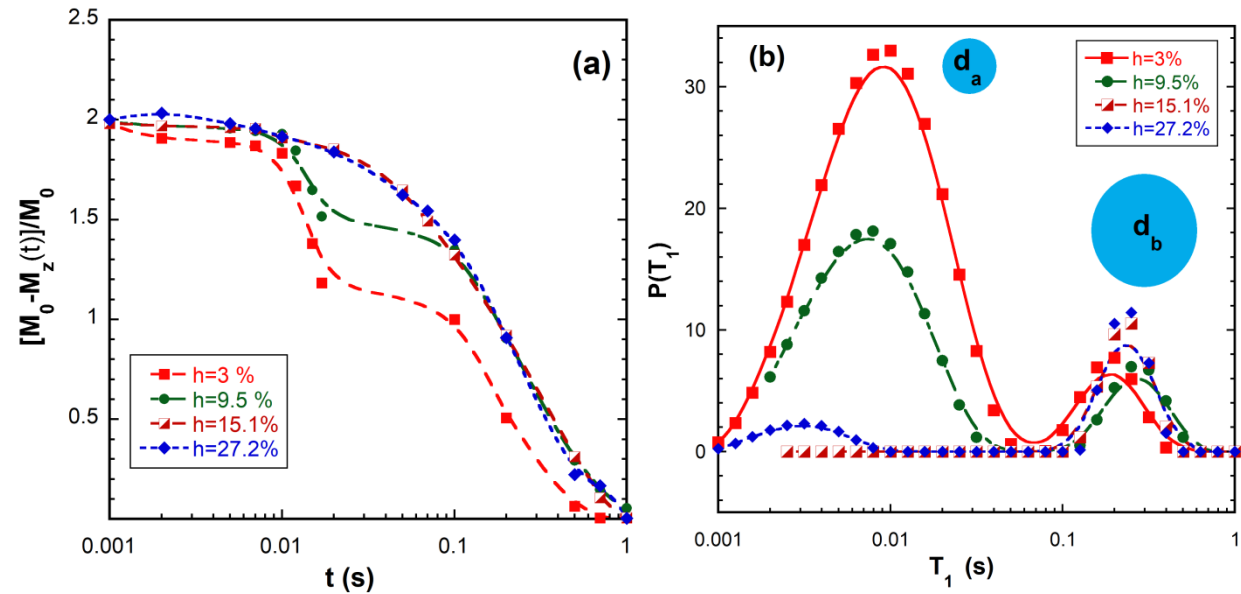 2.5
2
1.5
1
0.5
0.001
0.01
0.1
1
t (s)
[M0-Mz(t)]/M0
(a)
h=3 %
h=9.5 %
h=15.1%
h=27.2%
(b)
da
db
h=3%
h=9.5%
h=15.1%
h=27.2%
30
20
10
0
0.001
0.01
0.1
1
T1 (s)
P(T1)